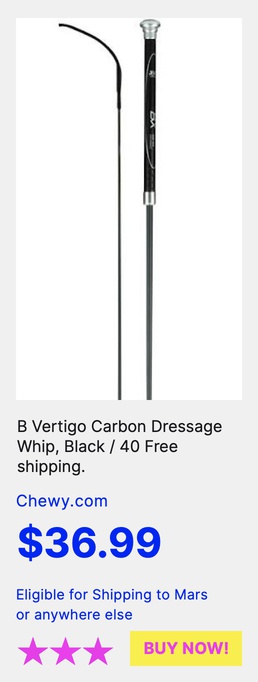 B Vertigo Carbon Dressage
Whip, Black / 40 Free
shipping.
Chewy.com
$36.99
Eligible for Shipping to Mars
or anywhere else
BUY NOW!